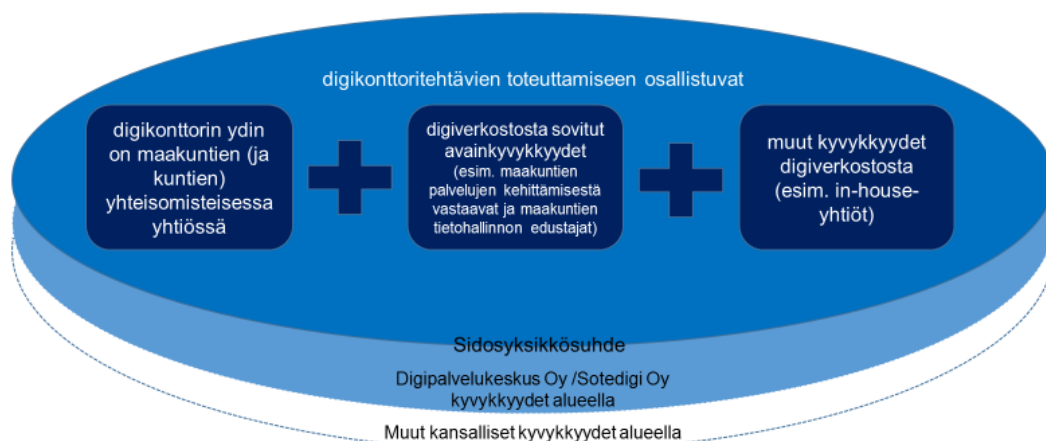 digikonttoritehtävien toteuttamiseen osallistuvat
digikonttorin ydin
on maakuntien (ja
kuntien)
yhteisomisteisessa
yhtiössä
digiverkostosta sovitut
avainkyvykkyydet
(esim. maakuntien
palvelujen kehittämisestä
vastaavat ja maakuntien
tietohallinnon edustajat)
muut kyvykkyydet
digiverkostosta
(esim. in-house-
yhtiöt)
Sidosyksikkösuhde
Digipalvelukeskus Oy /Sotedigi Oy
kyvykkyydet alueella
Muut kansalliset kyvykkyydet alueella